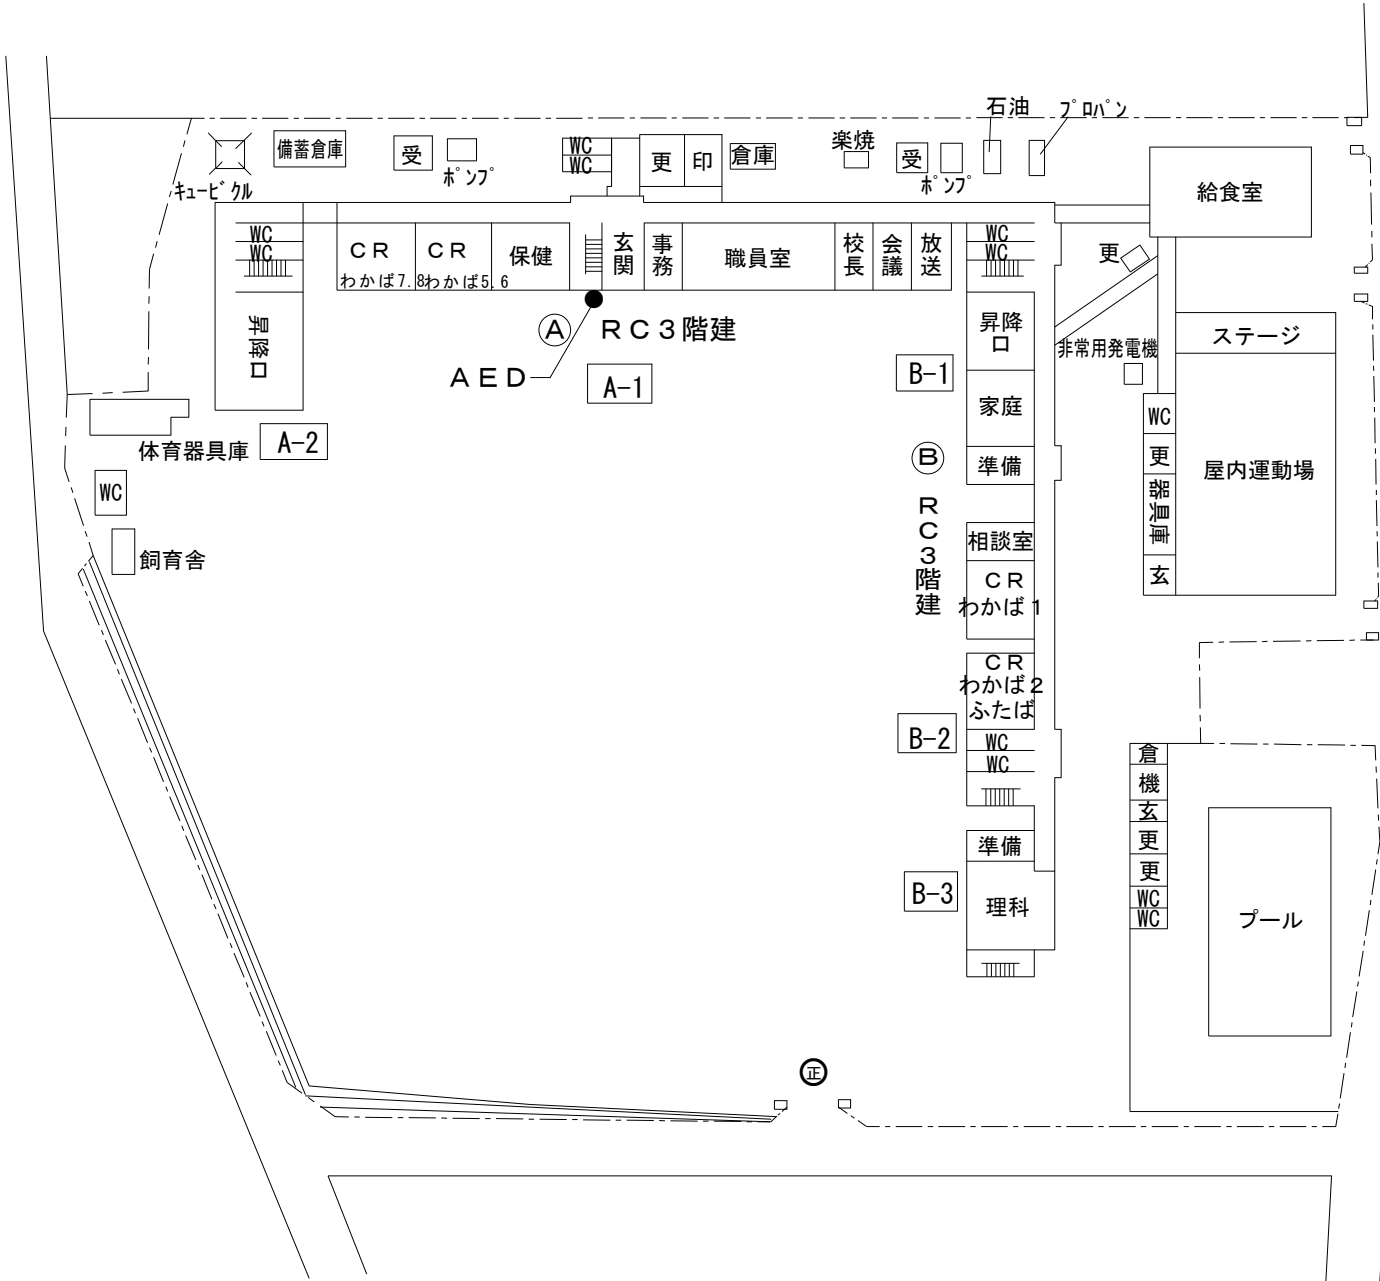 石油
プロパン
備蓄倉庫
受
ポンプ
WC
WC
更
印
倉庫
楽焼
受
ポンプ
キュービクル
給食室
WC
WC
CR
わかば7.8
CR
わかば5.6
保健
玄関
事務
職員室
校長
会議
放送
WC
WC
更
昇降口
AED
A
RC3階建
A-1
A-2
昇降口
B-1
家庭
準備
B
RC3階建
相談室
CR
わかば1
CR
わかば2
ふたば
B-2
WC
WC
準備
B-3
理科
非常用発電機
ステージ
WC
更
器具庫
玄
屋内運動場
体育器具庫
WC
飼育舎
倉
機
玄
更
更
WC
WC
プール
正